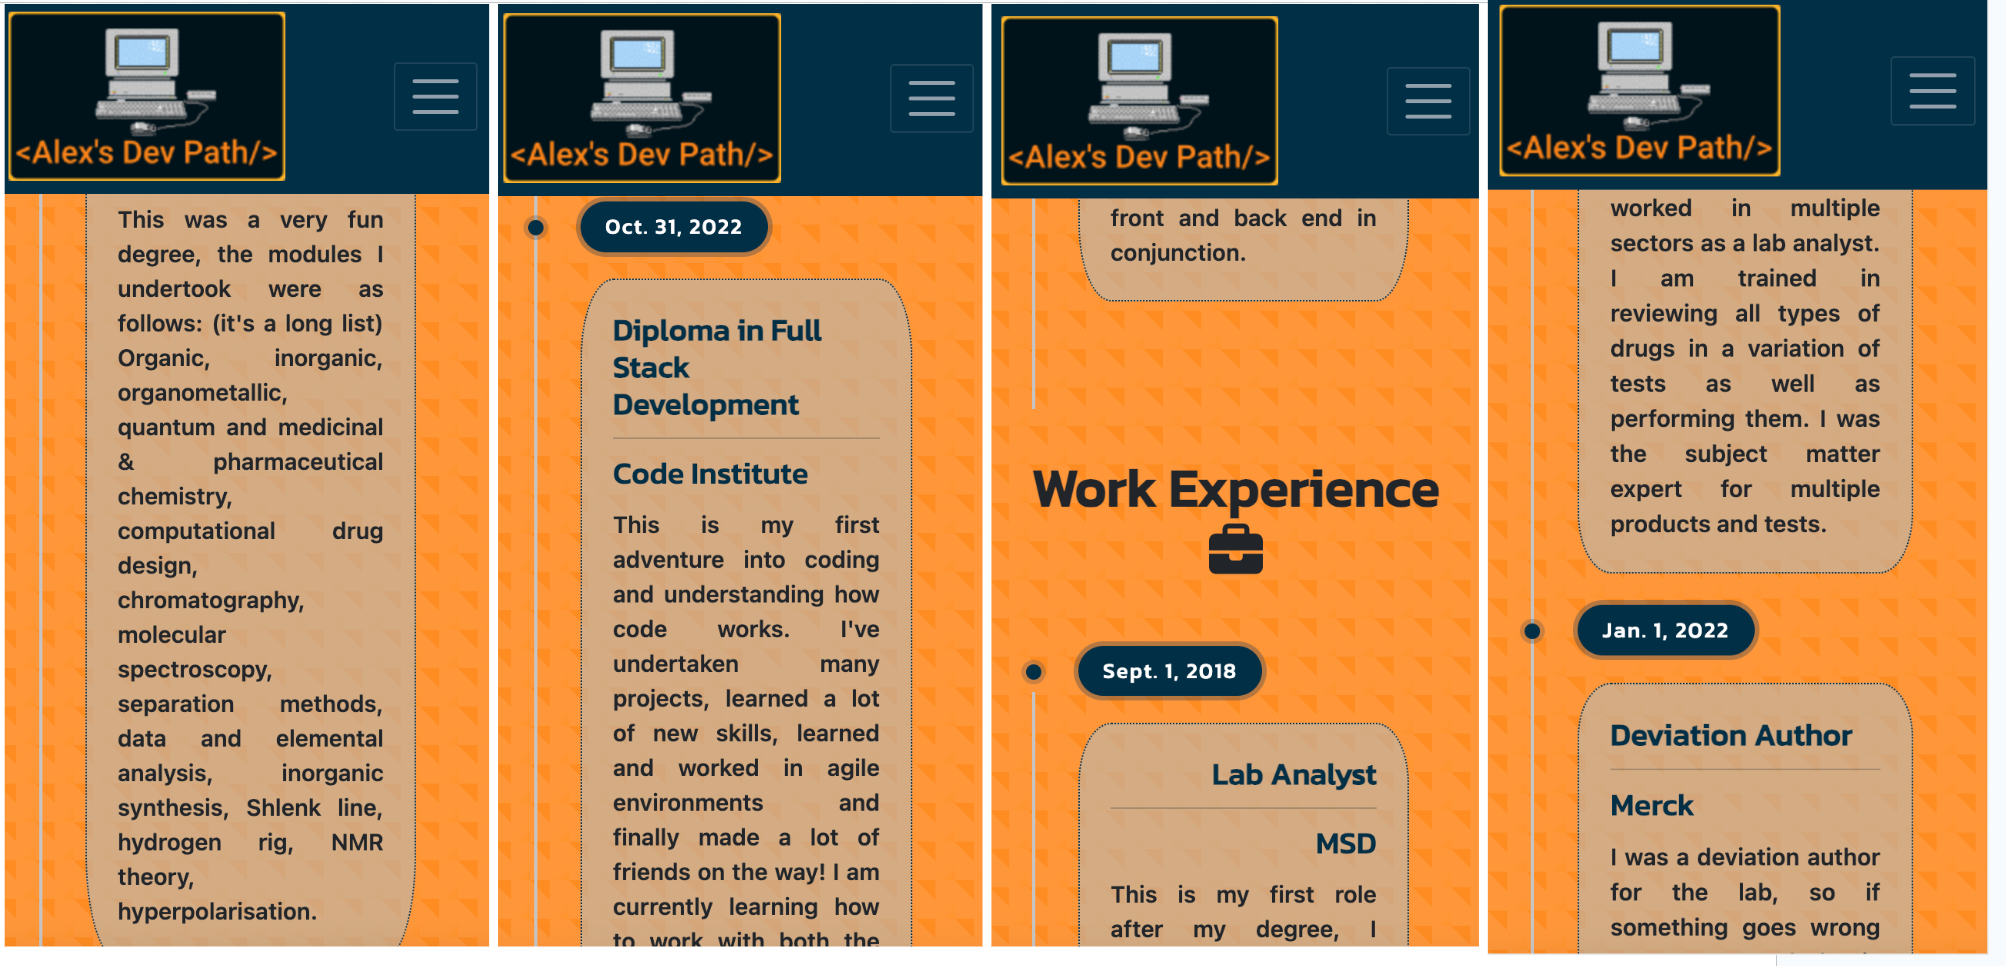 <Alex's Dev Path/>
This was a very fun
degree, the modules I
undertook were as
follows: (it's a long list)
Organic, inorganic,
organometallic,
quantum and medicinal
& pharmaceutical
chemistry,
computational drug
design,
chromatography,
molecular
spectroscopy,
separation methods,
data and elemental
analysis, inorganic
synthesis, Shlenk line,
hydrogen rig, NMR
theory,
hyperpolarisation.
<Alex's Dev Path/>
Oct. 31, 2022
Diploma in Full
Stack
Development
Code Institute
This is my first
adventure into coding
and understanding how
code works. I've
undertaken many
projects, learned a lot
of new skills, learned
and worked in agile
environments and
finally made a lot of
friends on the way! I am
currently learning how
to work with both the
<Alex's Dev Path/>
front and back end in
conjunction.
Work Experience
Sept. 1, 2018
Lab Analyst
MSD
This is my first role
after my degree, I
<Alex's Dev Path/>
worked in multiple
sectors as a lab analyst.
I am trained in
reviewing all types of
drugs in a variation of
tests as well as
performing them. I was
the subject matter
expert for multiple
products and tests.
Jan. 1, 2022
Deviation Author
Merck
I was a deviation author
for the lab, so if
something goes wrong